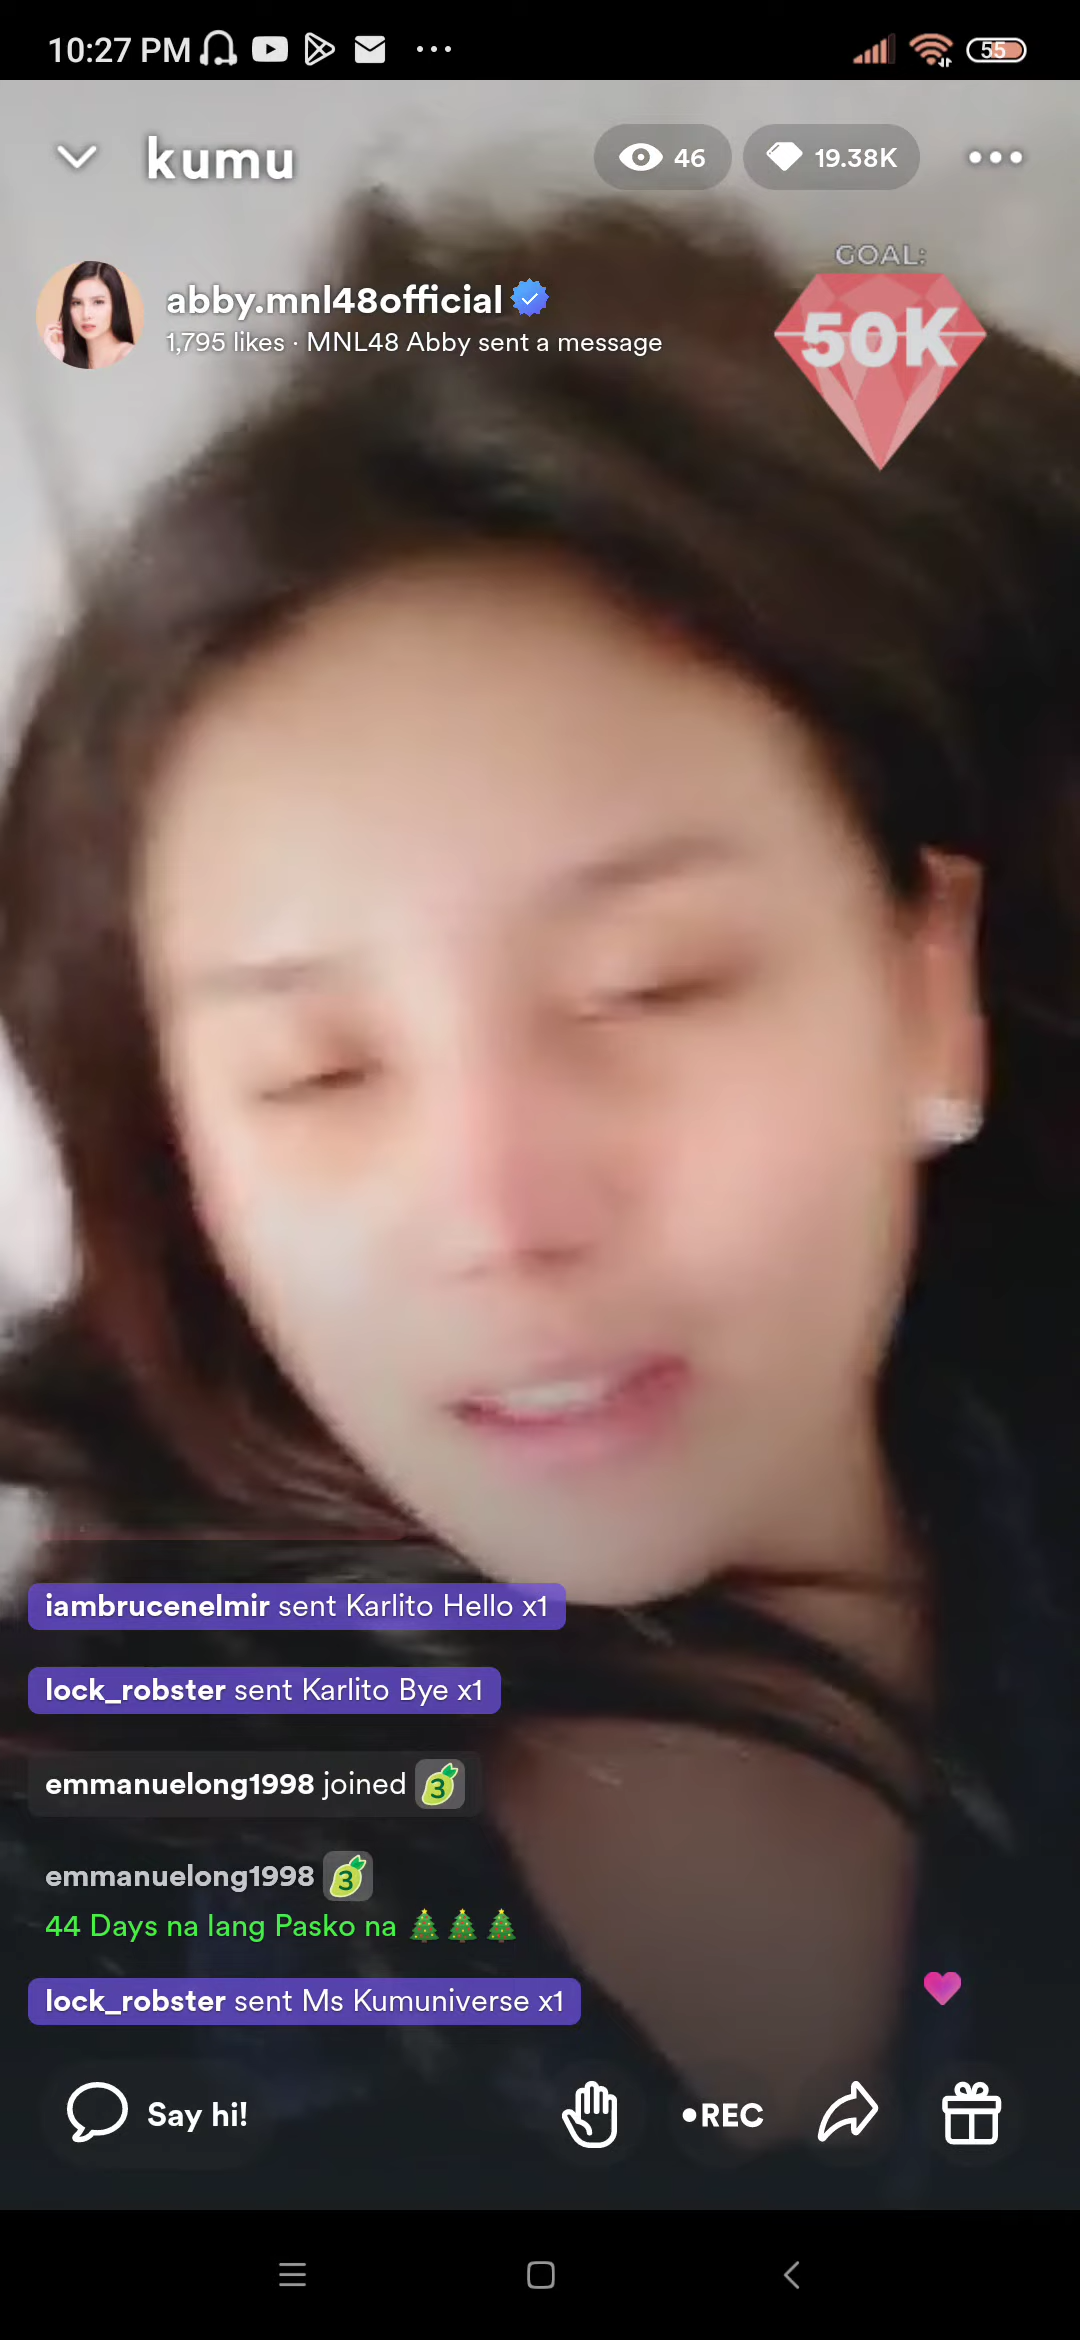 10:27 PM
55
kumu
46
19.38K
GOAL:
50K
abby.mnl48official
1,795 likes · MNL48 Abby sent a message
iambrucenelmir sent Karlito Hello x1
lock_robster sent Karlito Bye x1
emmanuelong1998 joined 3
emmanuelong1998 3
44 Days na lang Pasko na 🎄🎄🎄
lock_robster sent Ms Kumuniverse x1
Say hi!
•REC